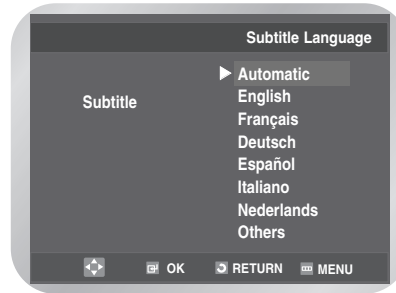 Subtitle Language
Subtitle
Automatic
English
Français
Deutsch
Español
Italiano
Nederlands
Others
OK RETURN MENU